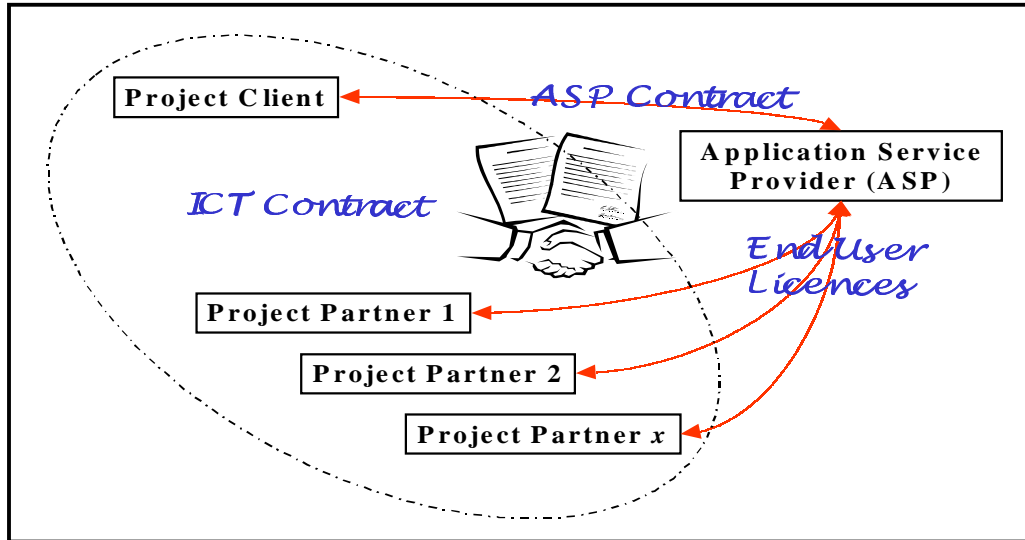 Project Client
ASP Contract
Application Service
Provider (ASP)
ICT Contract
End User
Licences
Project Partner 1
Project Partner 2
Project Partner x